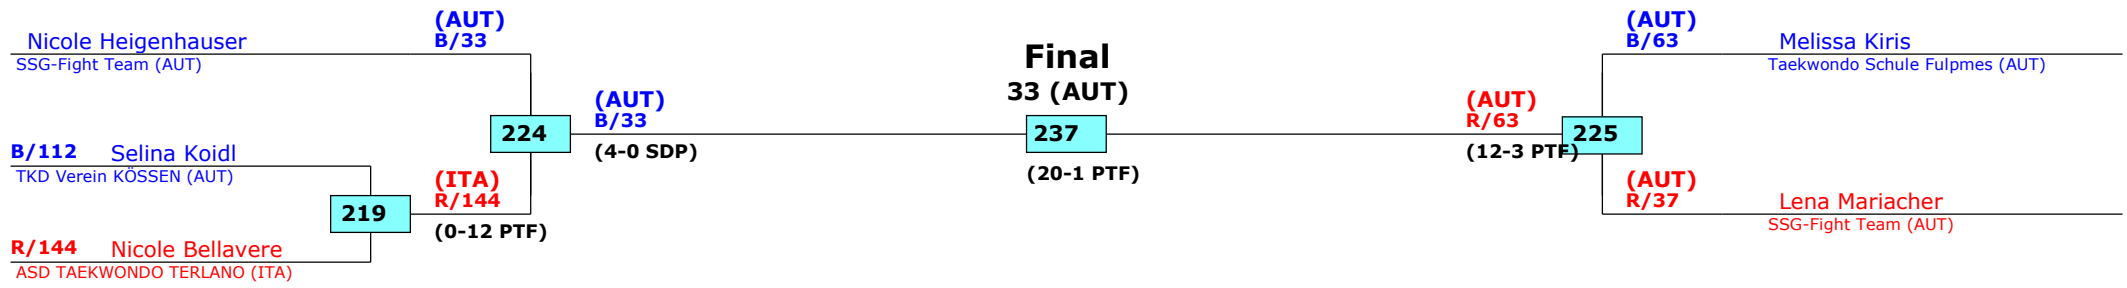 (AUT)
B/33
Nicole Heigenhauser
SSG-Fight Team (AUT)
B/112 Selina Koidl
TKD Verein KÖSSEN (AUT)
R/144 Nicole Bellavere
ASD TAEKWONDO TERLANO (ITA)
219
(ITA)
R/144
(0-12 PTF)
224
(AUT)
B/33
(4-0 SDP)
Final
33 (AUT)
237
(20-1 PTF)
(AUT)
R/63
(12-3 PTF)
225
(AUT)
B/63
Melissa Kiris
Taekwondo Schule Fulpmes (AUT)
(AUT)
R/37
Lena Mariacher
SSG-Fight Team (AUT)